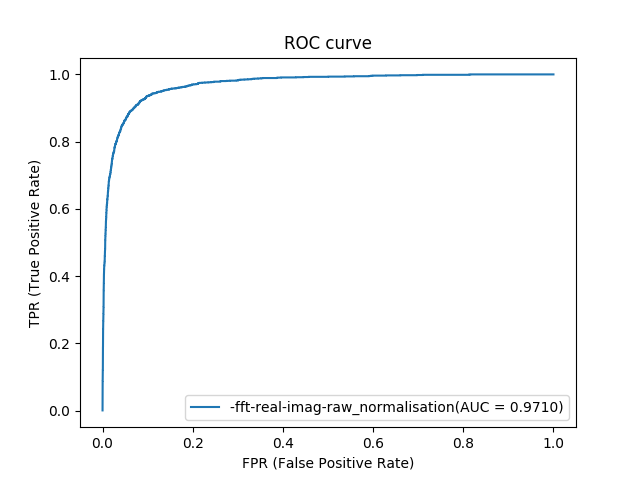 ROC curve
1.0
0.8
0.6
0.4
0.2
0.0
TPR (True Positive Rate)
-fft-real-imag-raw_normalisation(AUC = 0.9710)
0.0 0.2 0.4 0.6 0.8 1.0
FPR (False Positive Rate)